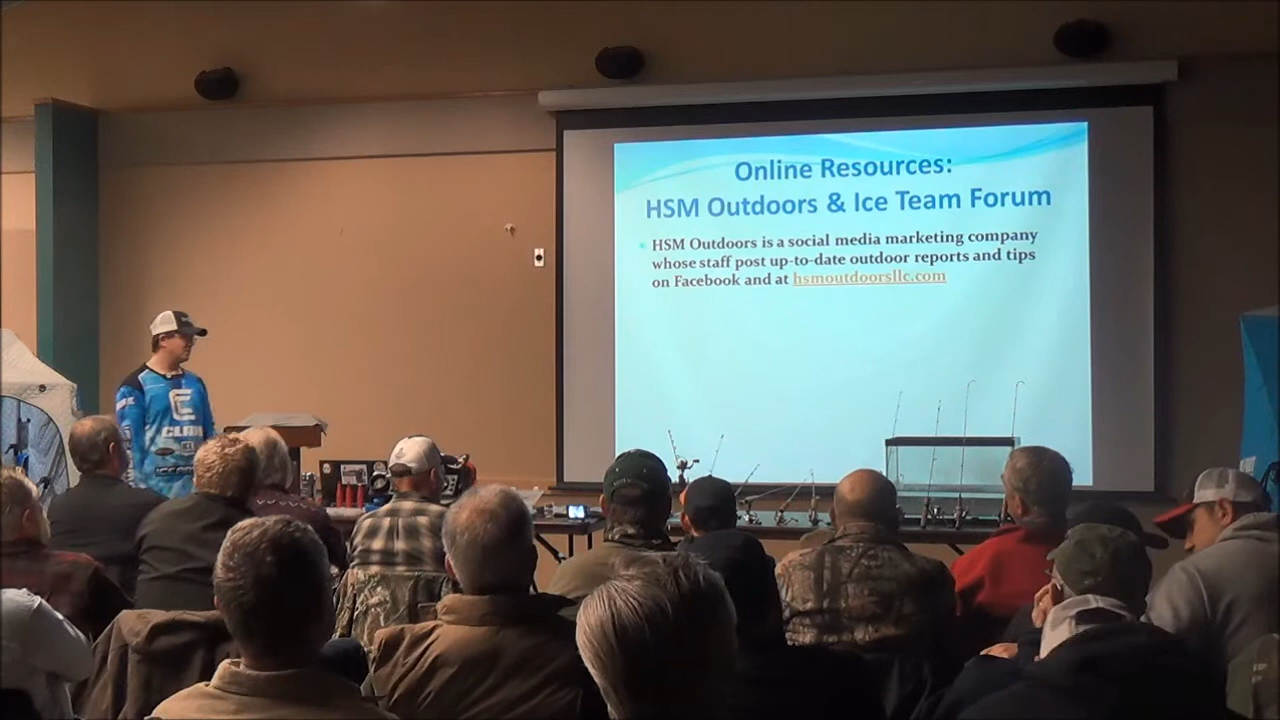 Online Resources:
HSM Outdoors & Ice Team Forum
HSM Outdoors is a social media marketing company
whose staff post up-to-date outdoor reports and tips
on Facebook and at hsmoutdoorsllc.com
C
CLAM